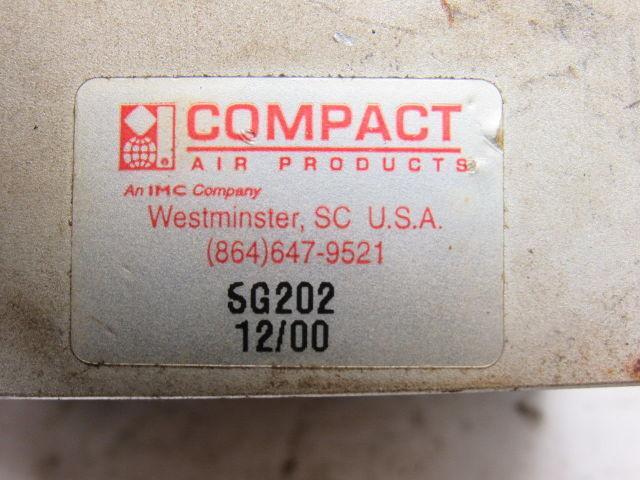 COMPACT
AIR PRODUCTS
An IMC Company
Westminster, SC U.S.A.
(864)647-9521
SG202
12/00